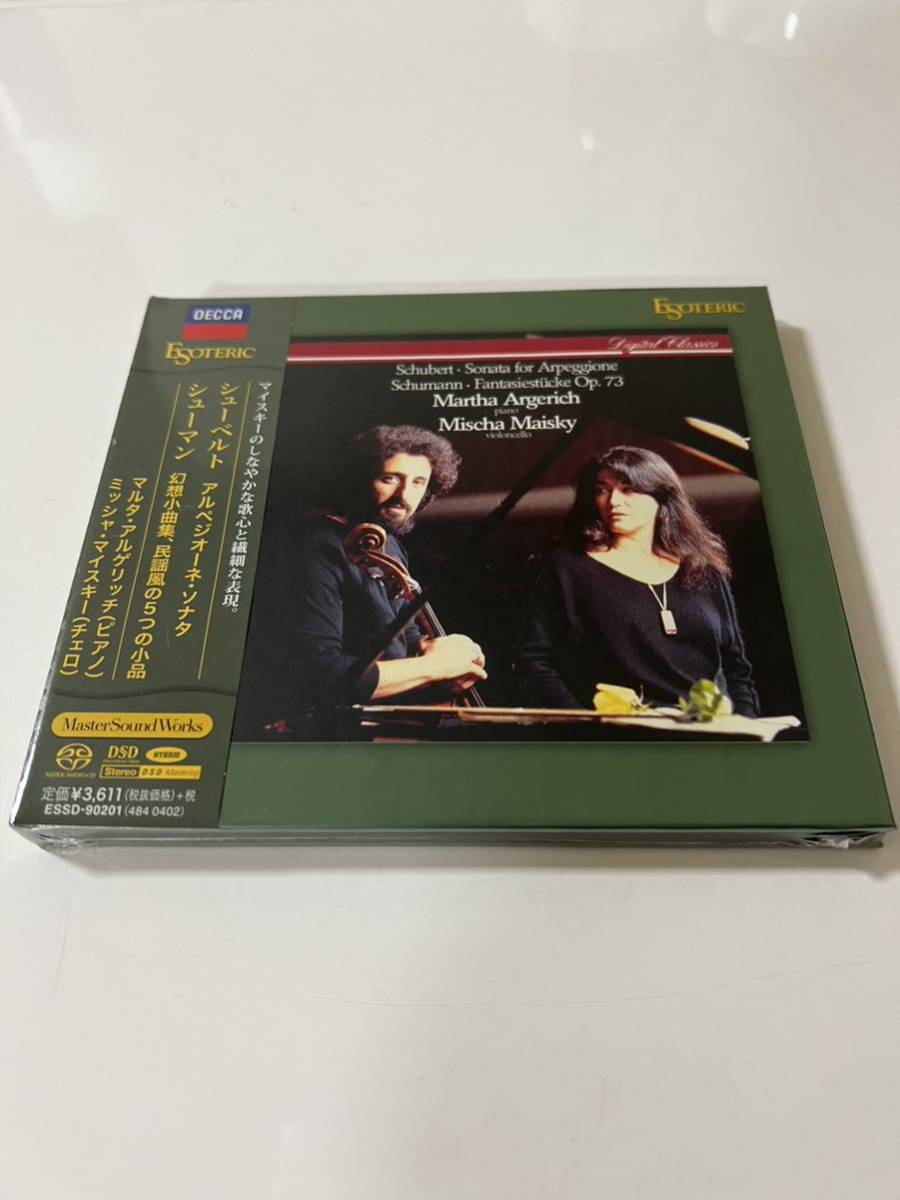 DECCA
ESOTERIC
マイスキーのしなやかな歌心と繊細な表現。
シューベルト アルペジオーネ・ソナタ
シューマン 幻想小曲集、民謡風の5つの小品
マルタ・アルゲリッチ(ピアノ)
ミッシャ・マイスキー(チェロ)
MasterSoundWorks
SUPER AUDIO CD
DSD
HYBRID
Stereo
DSD Mastering
定価¥3,611(税抜価格)+税
ESSD-90201(484 0402)
ESOTERIC
Digital Classics
Schubert · Sonata for Arpeggione
Schumann · Fantasiestücke Op. 73
Martha Argerich
piano
Mischa Maisky
violoncello